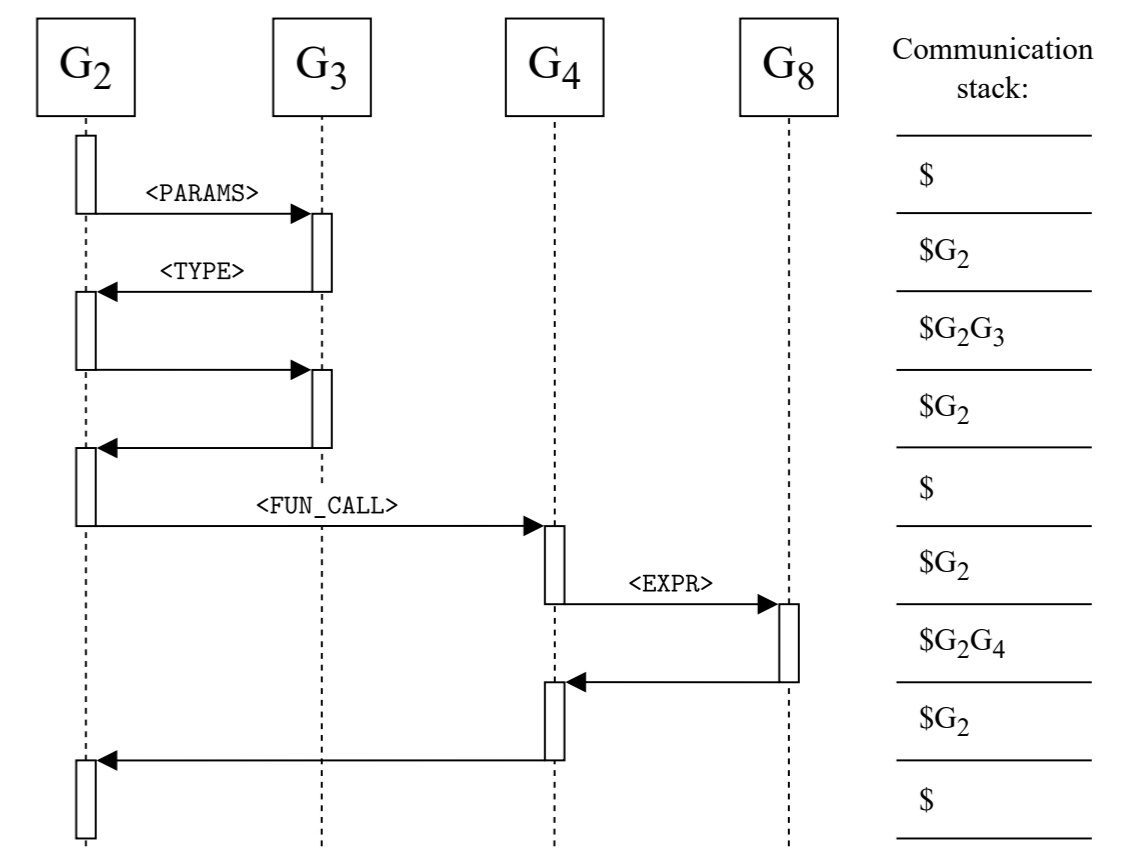 G₂ G₃ G₄ G₈ Communication
stack:
$
<PARAMS>
$G₂
<TYPE>
$G₂G₃
$G₂
$
<FUN_CALL>
$G₂
<EXPR>
$G₂G₄
$G₂
$